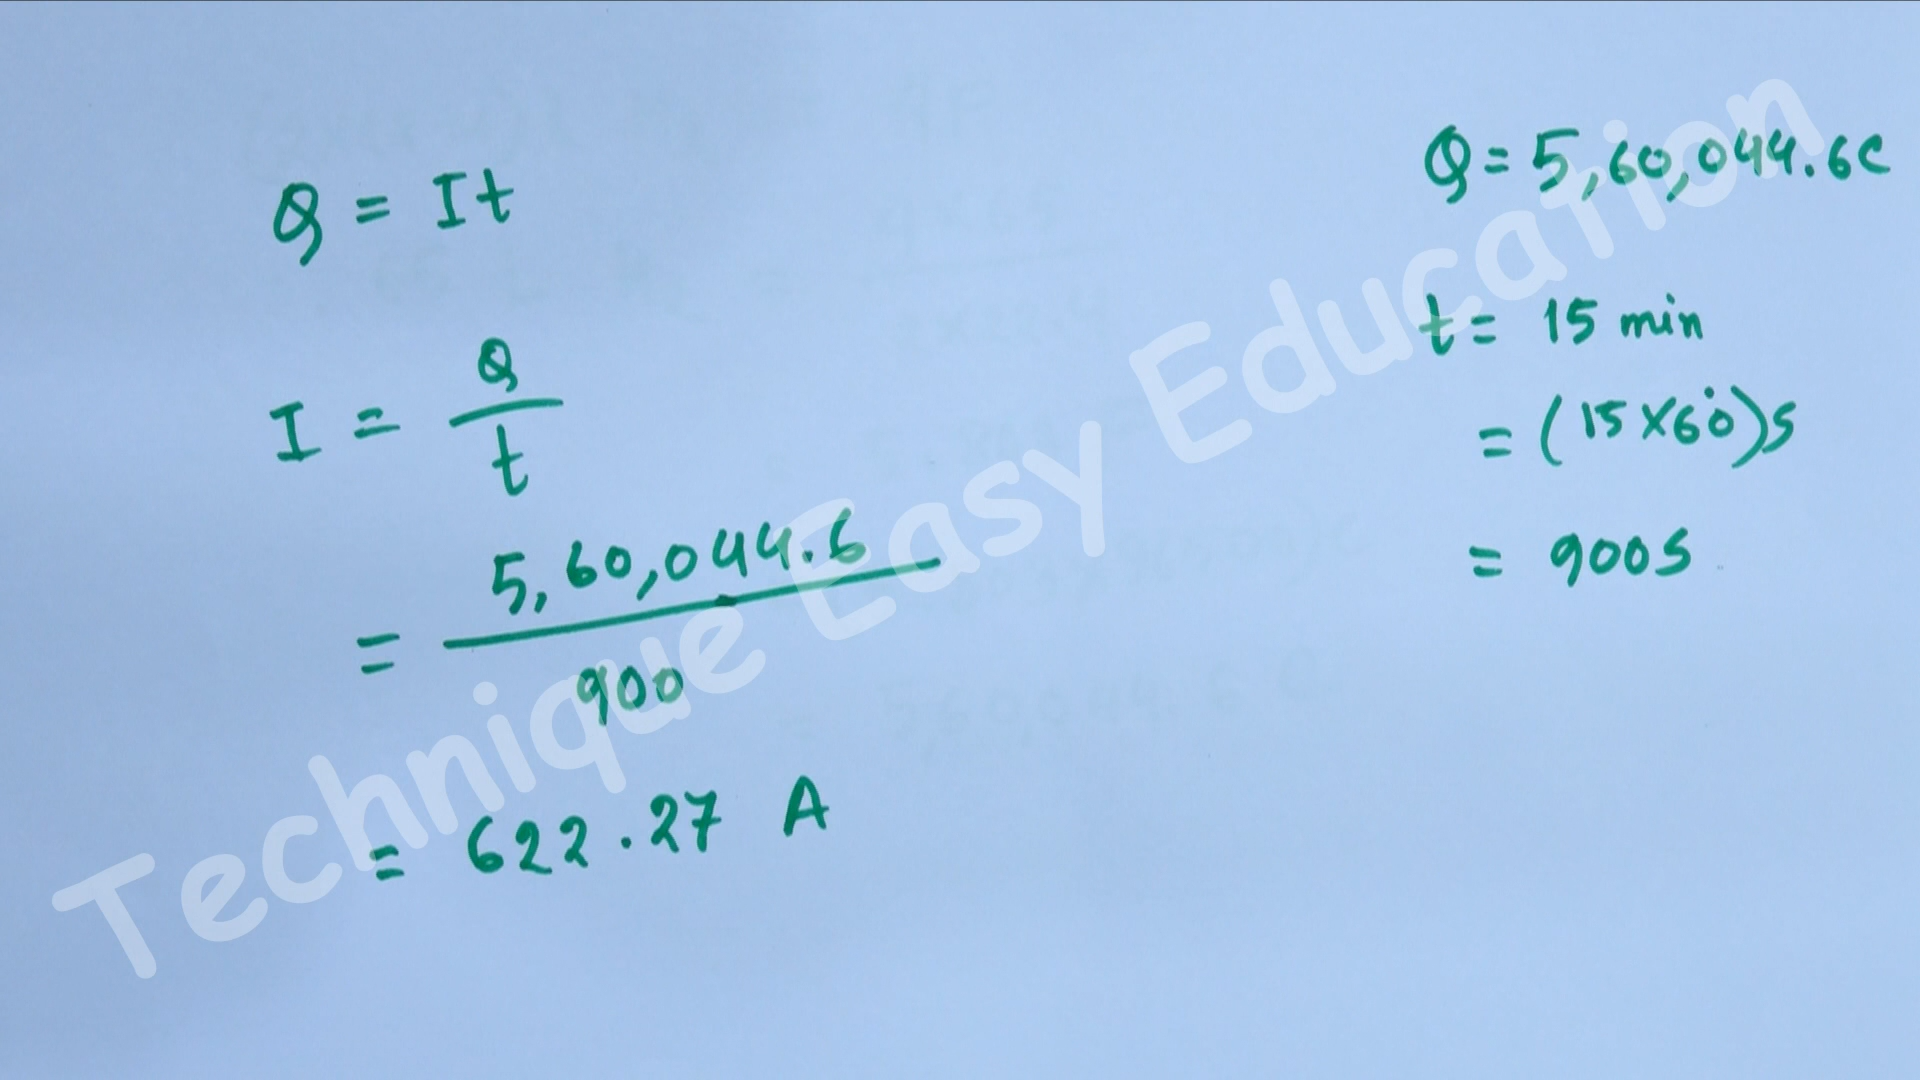 Q = It
I = Q / t
= 5,60,044.6 / 900
= 622.27 A
Q = 5,60,044.6C
t = 15 min
= (15×60)s
= 900s
Technique Easy Education